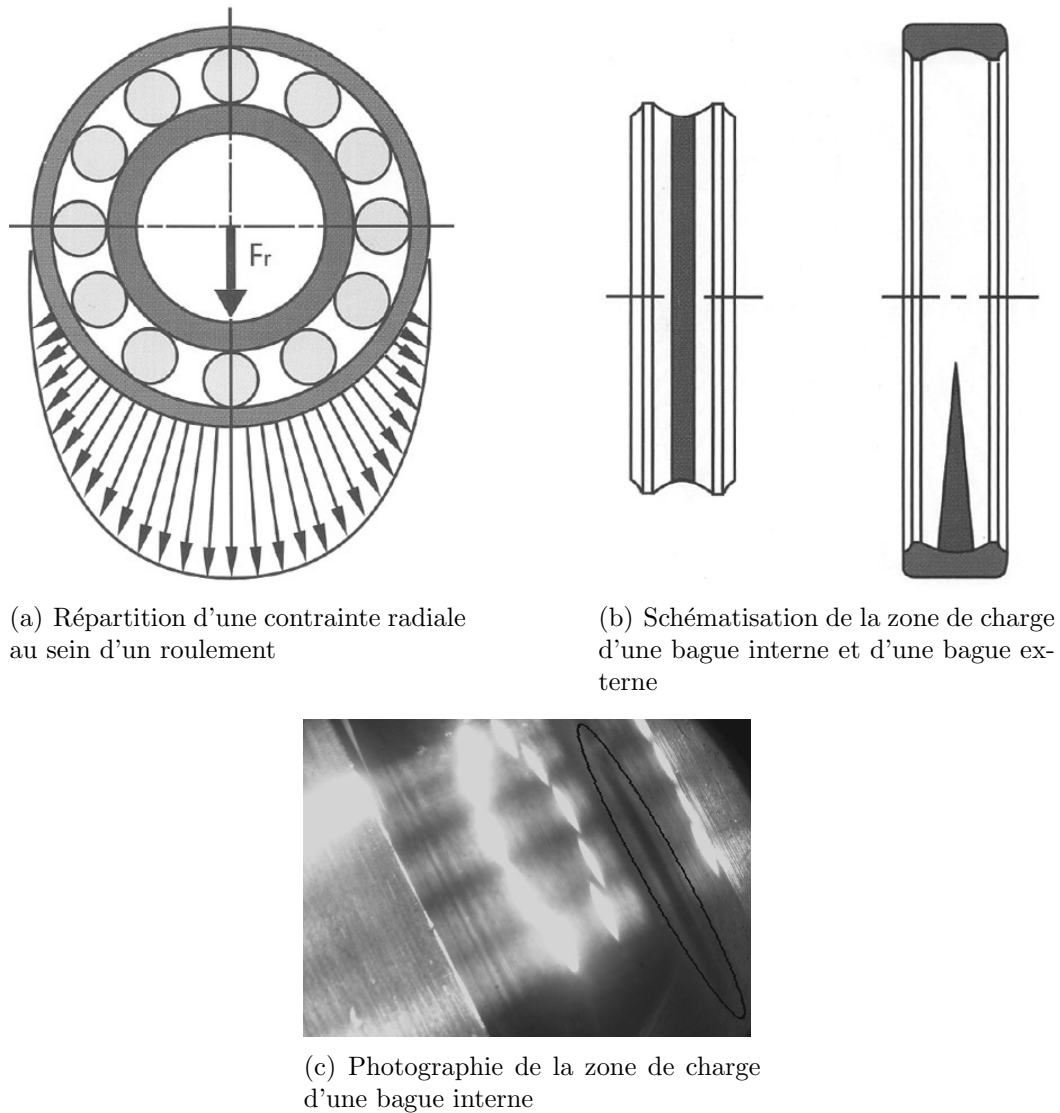 Fr
(a) Répartition d'une contrainte radiale
au sein d'un roulement
(b) Schématisation de la zone de charge
d'une bague interne et d'une bague ex-
terne
(c) Photographie de la zone de charge
d'une bague interne